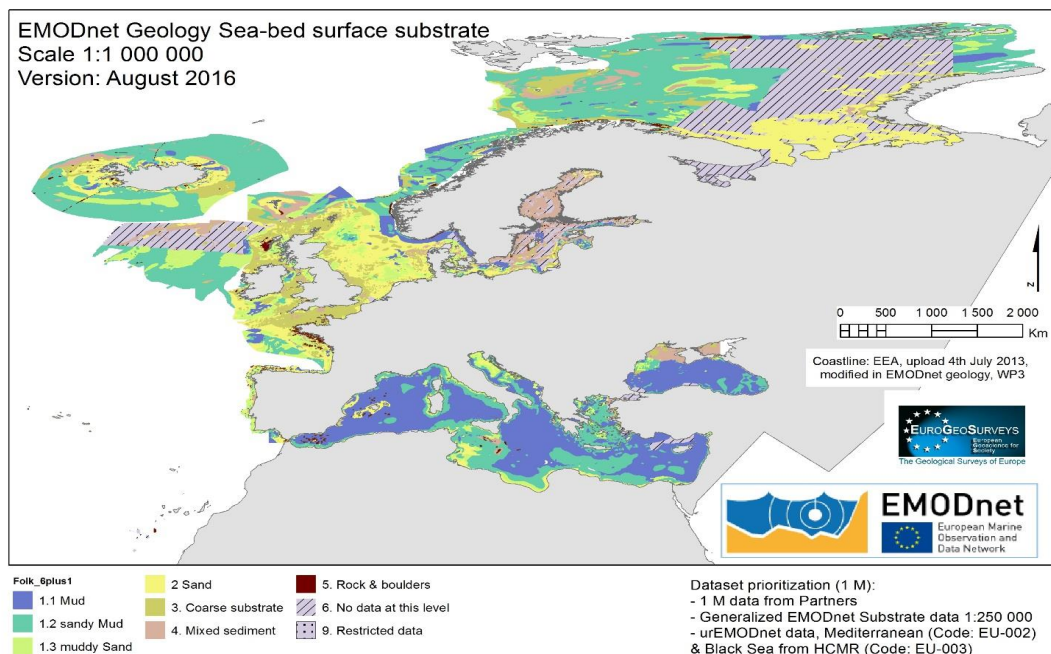 EMODnet Geology Sea-bed surface substrate
Scale 1:1 000 000
Version: August 2016
z
0 500 1 000 1 500 2 000
Km
Coastline: EEA, upload 4th July 2013,
modified in EMODnet geology, WP3
EUROGEOSURVEYS
European
Geoscience for
Society
The Geological Surveys of Europe
EMODnet
European Marine
Observation and
Data Network
Folk_6plus1
1.1 Mud
1.2 sandy Mud
1.3 muddy Sand
2 Sand
3. Coarse substrate
4. Mixed sediment
5. Rock & boulders
6. No data at this level
9. Restricted data
Dataset prioritization (1 M):
- 1 M data from Partners
- Generalized EMODnet Substrate data 1:250 000
- urEMODnet data, Mediterranean (Code: EU-002)
& Black Sea from HCMR (Code: EU-003)